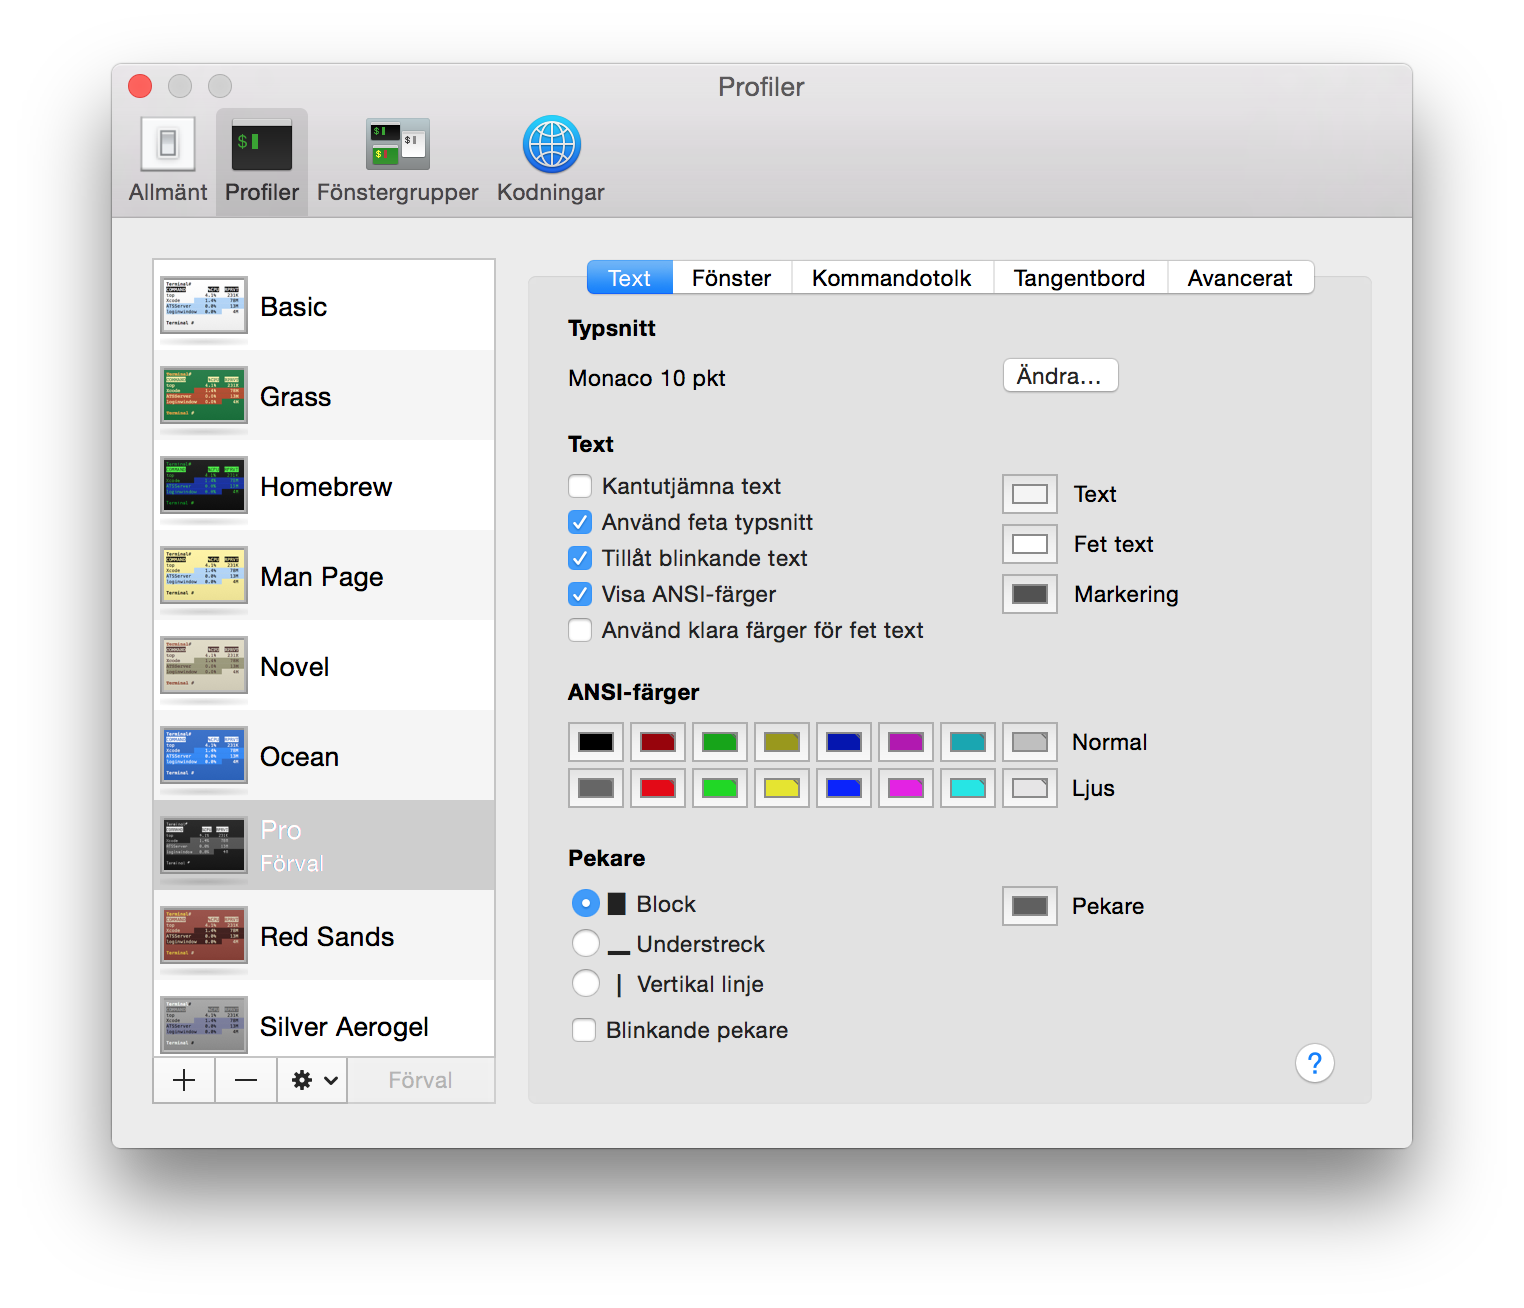 Profiler
Allmänt Profiler Fönstergrupper Kodningar
Basic
Grass
Homebrew
Man Page
Novel
Ocean
Pro
Förval
Red Sands
Silver Aerogel
Förval
Text Fönster Kommandotolk Tangentbord Avancerat
Typsnitt
Monaco 10 pkt Ändra...
Text
Kantutjämna text
Använd feta typsnitt
Tillåt blinkande text
Visa ANSI-färger
Använd klara färger för fet text
Text
Fet text
Markering
ANSI-färger
Normal
Ljus
Pekare
Block
Understreck
Vertikal linje
Blinkande pekare
Pekare
?